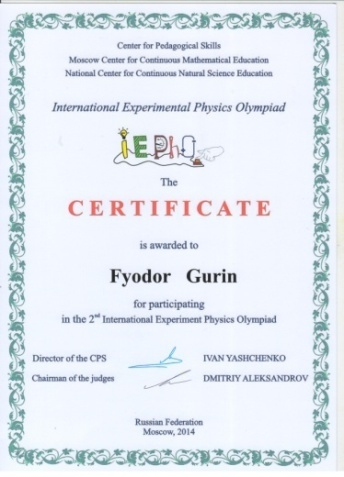 Center for Pedagogical Skills
Moscow Center for Continuous Mathematical Education
National Center for Continuous Natural Science Education
International Experimental Physics Olympiad
IEPhO
The
CERTIFICATE
is awarded to
Fyodor Gurin
for participating
in the 2nd International Experiment Physics Olympiad
Director of the CPS IVAN YASHCHENKO
Chairman of the judges DMITRIY ALEKSANDROV
Russian Federation
Moscow, 2014